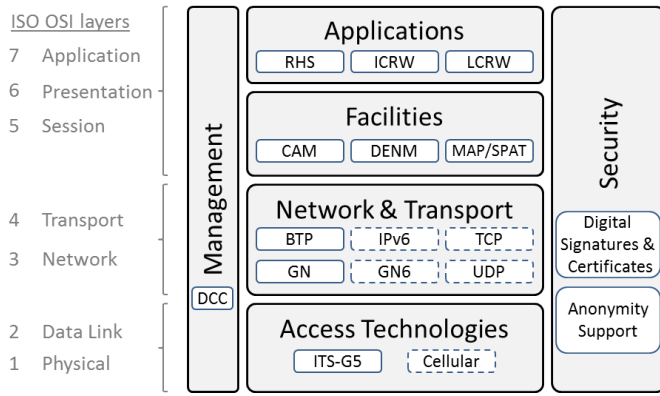 ISO OSI layers
7 Application
6 Presentation
5 Session
4 Transport
3 Network
2 Data Link
1 Physical
Management
DCC
Applications
RHS ICRW LCRW
Facilities
CAM DENM MAP/SPAT
Network & Transport
BTP IPv6 TCP
GN GN6 UDP
Access Technologies
ITS-G5 Cellular
Security
Digital
Signatures &
Certificates
Anonymity
Support